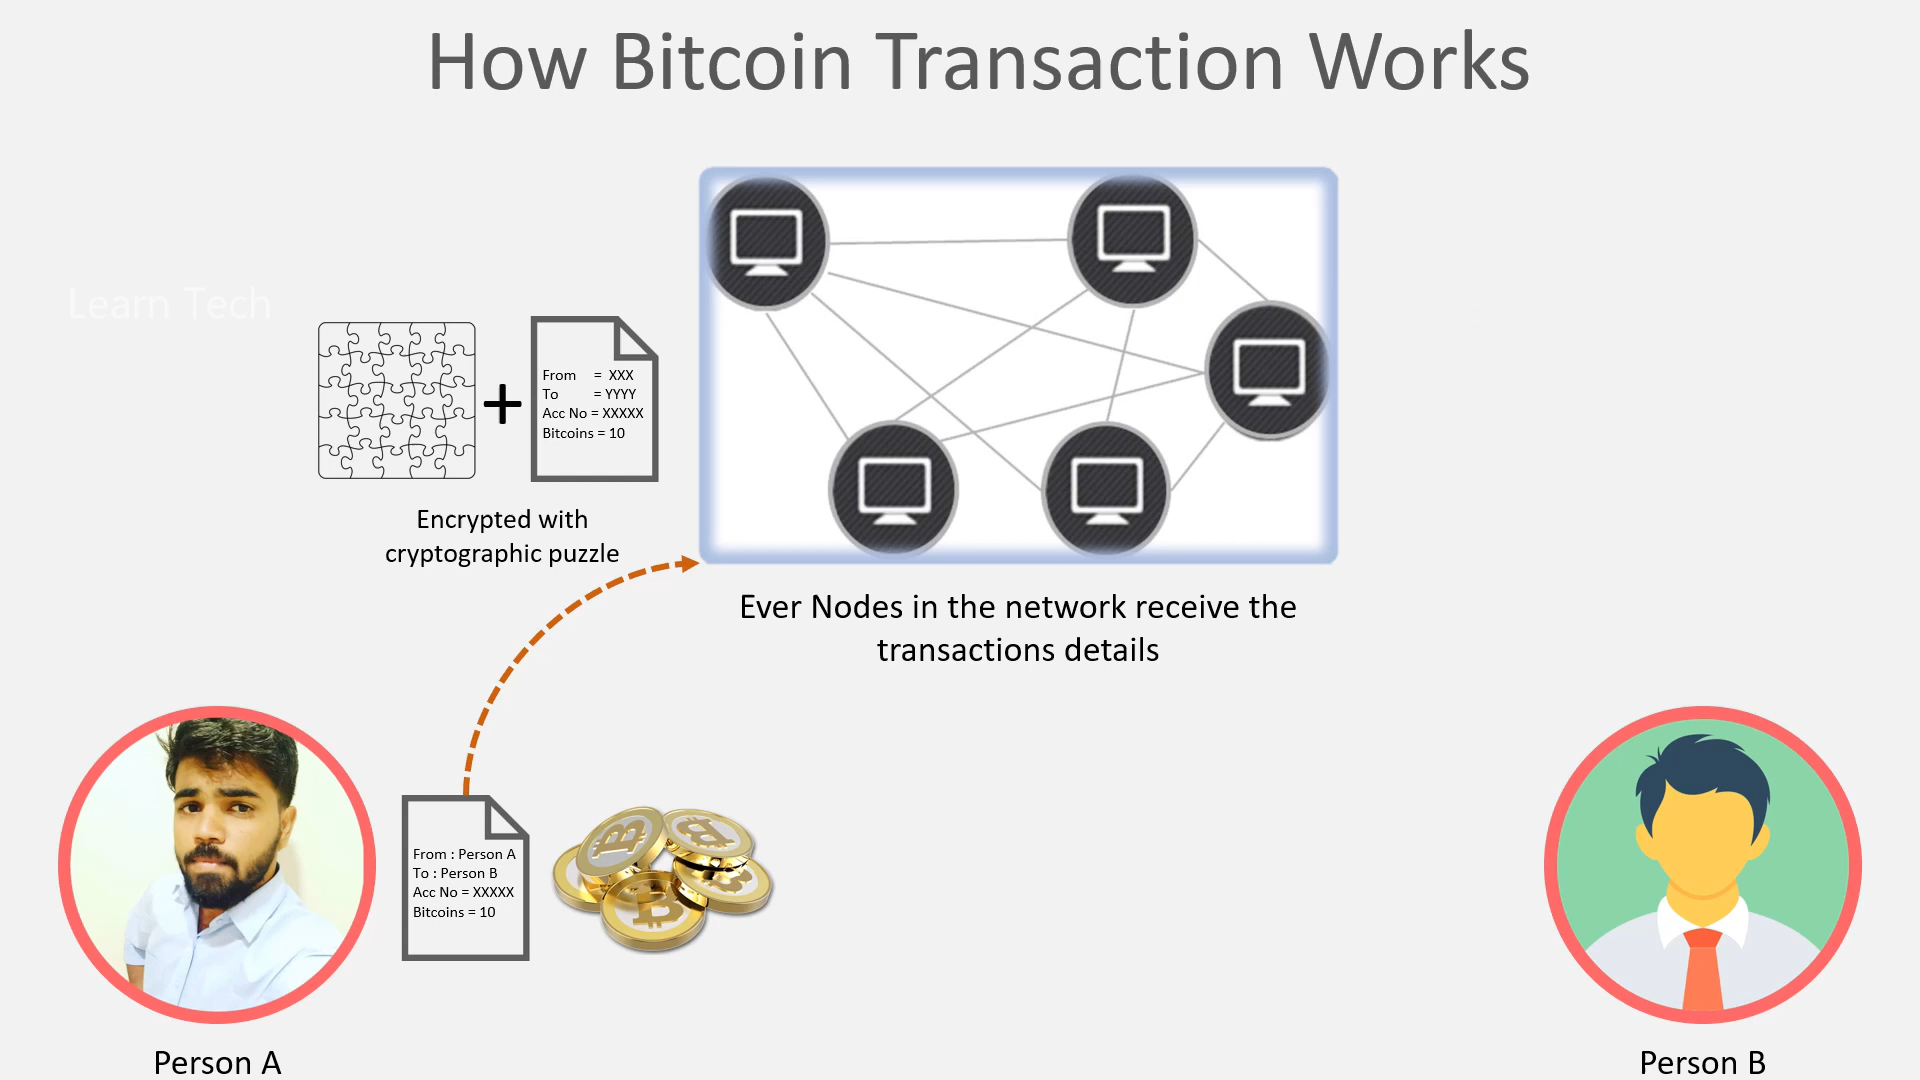 How Bitcoin Transaction Works
Learn Tech
From = XXX
To = YYYY
Acc No = XXXXX
Bitcoins = 10
Encrypted with
cryptographic puzzle
Ever Nodes in the network receive the
transactions details
From : Person A
To : Person B
Acc No = XXXXX
Bitcoins = 10
Person A
Person B